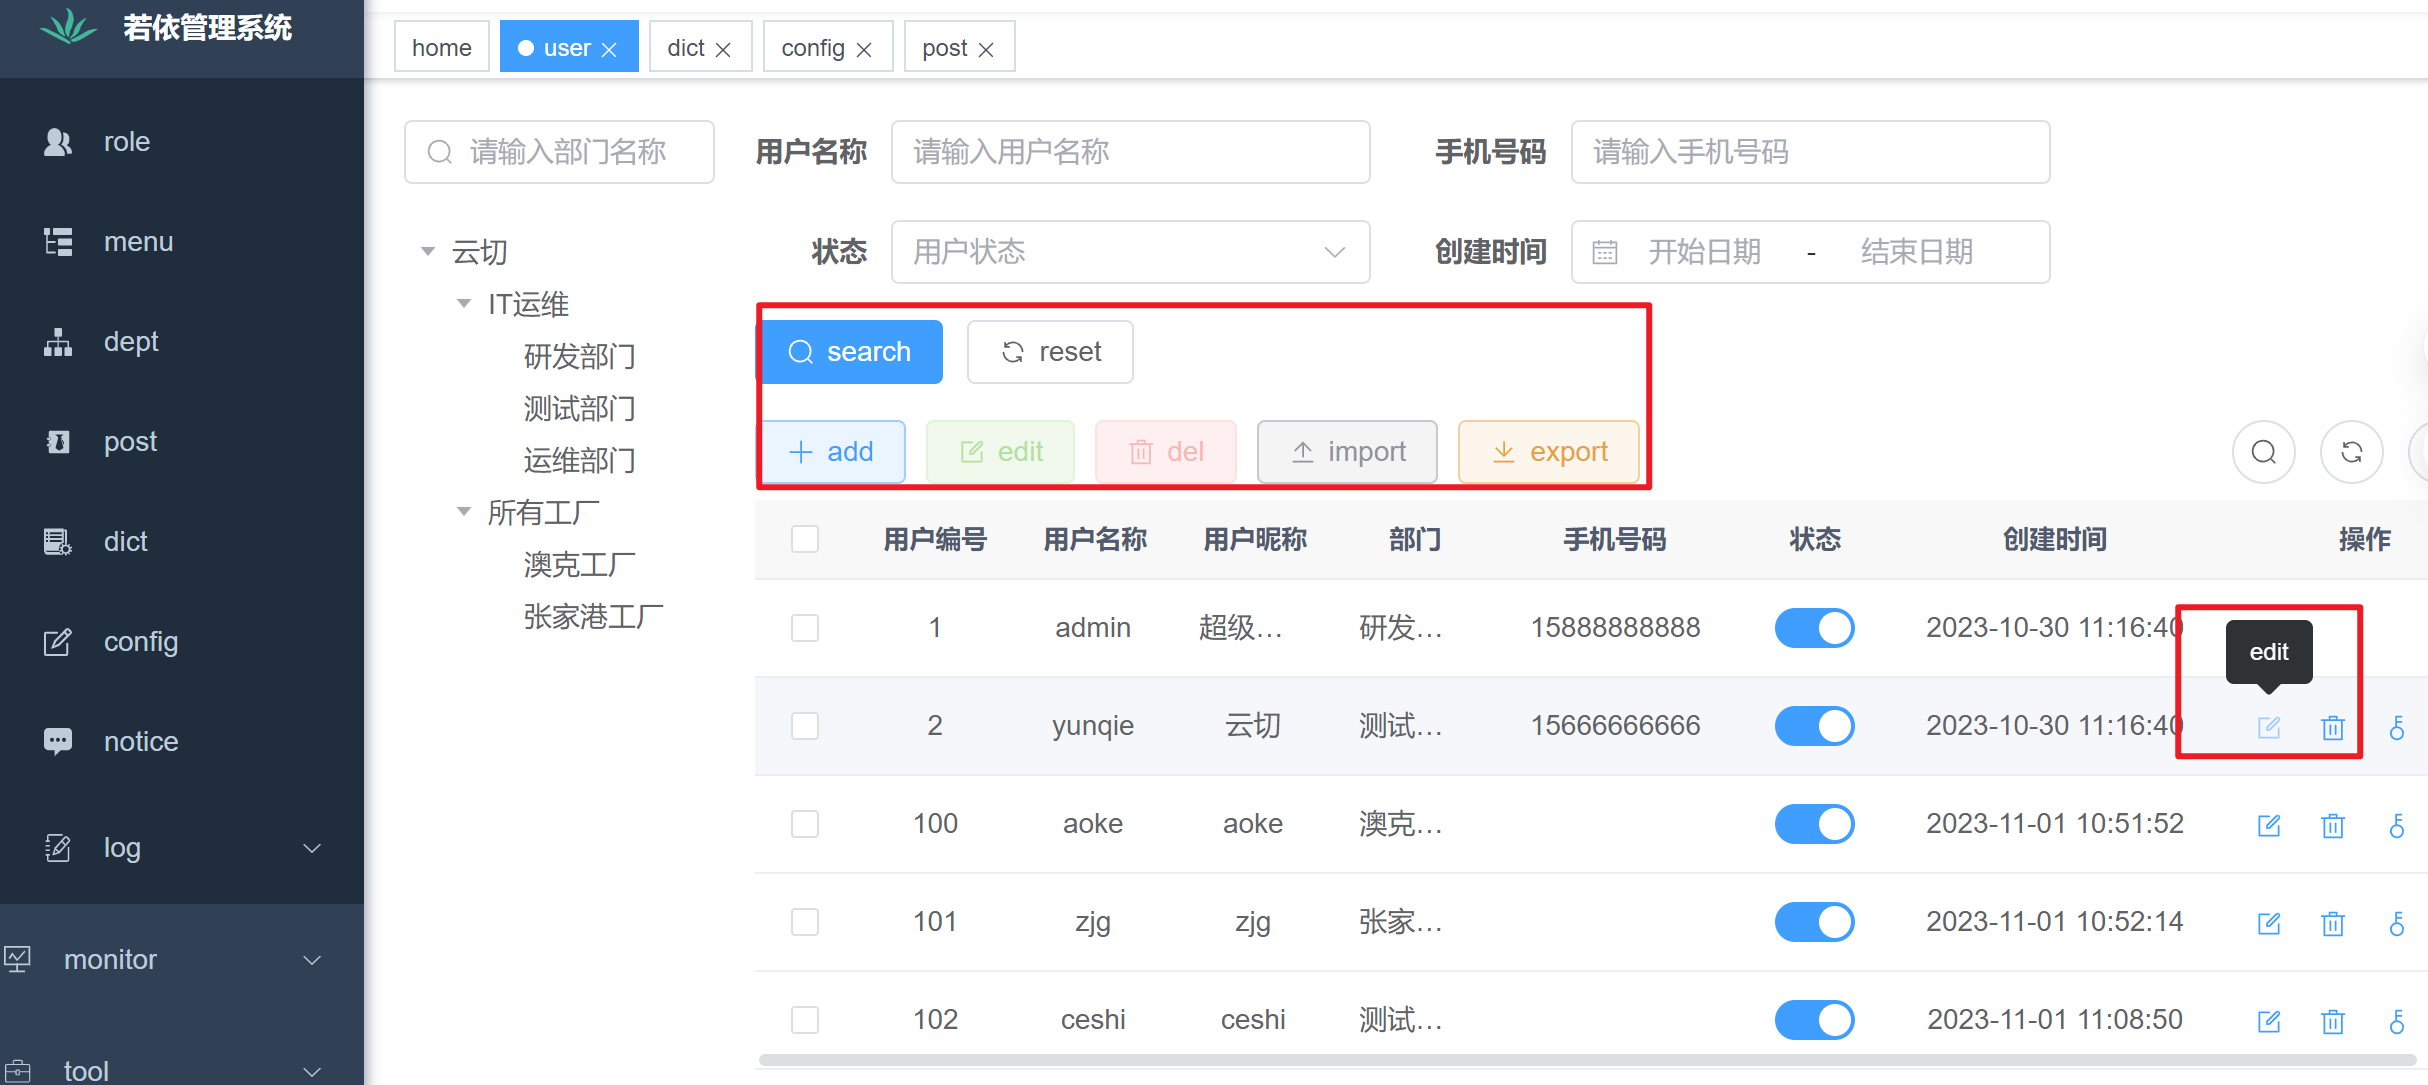 若依管理系统
role
menu
dept
post
dict
config
notice
log
monitor
tool
home
user
dict
config
post
请输入部门名称
云切
IT运维
研发部门
测试部门
运维部门
所有工厂
澳克工厂
张家港工厂
用户名称 请输入用户名称 手机号码 请输入手机号码
状态 用户状态 创建时间 开始日期 - 结束日期
search reset
add edit del import export
用户编号 用户名称 用户昵称 部门 手机号码 状态 创建时间 操作
1 admin 超级... 研发... 15888888888 2023-10-30 11:16:40
edit
2 yunqie 云切 测试... 15666666666 2023-10-30 11:16:40
100 aoke aoke 澳克... 2023-11-01 10:51:52
101 zjg zjg 张家... 2023-11-01 10:52:14
102 ceshi ceshi 测试... 2023-11-01 11:08:50